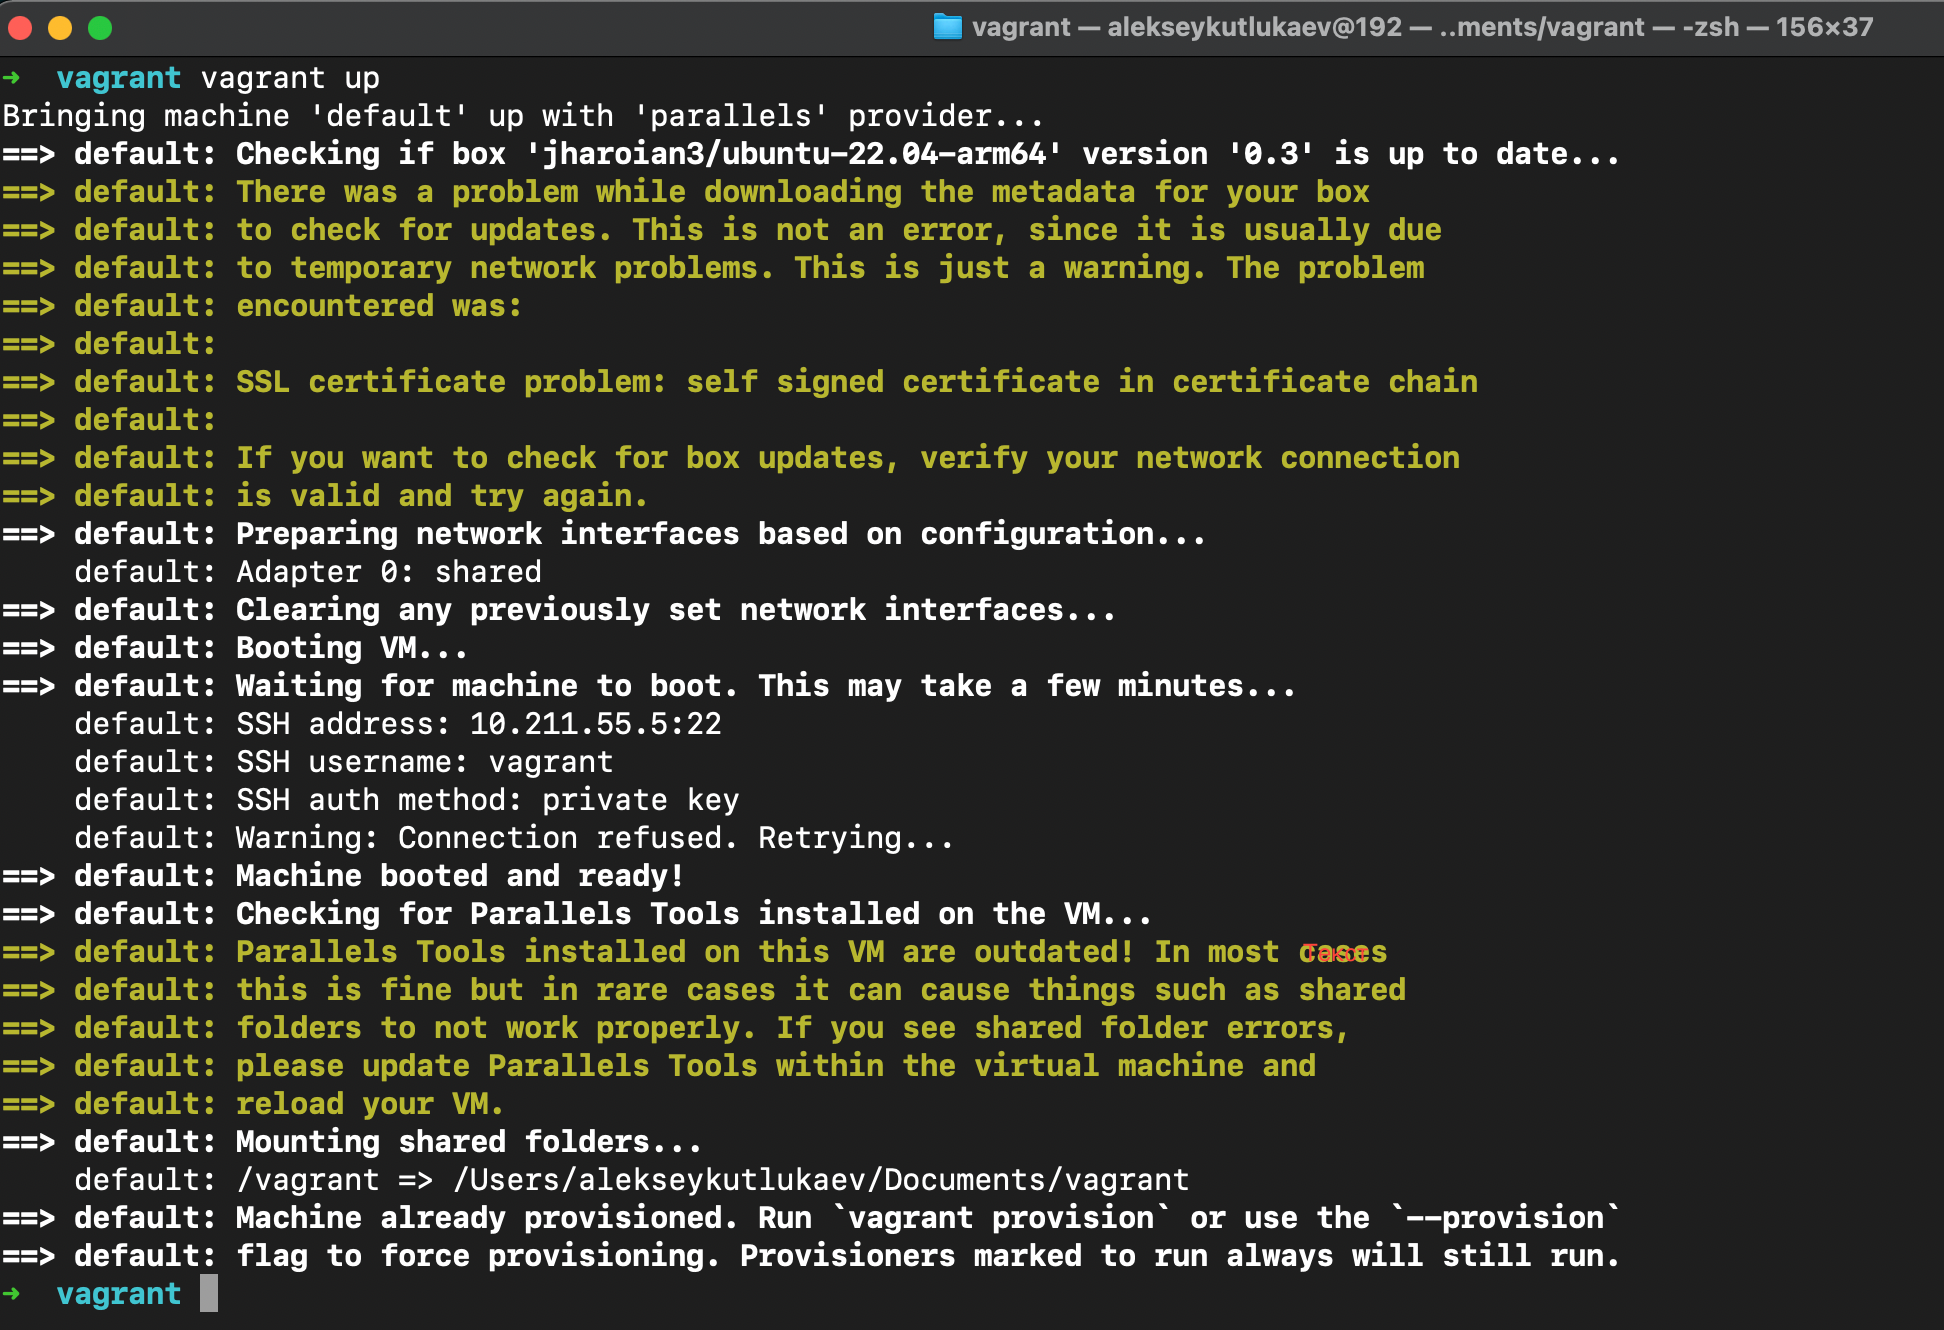 vagrant — alekseykutlukaev@192 — ..ments/vagrant — -zsh — 156×37
➜  vagrant vagrant up
Bringing machine 'default' up with 'parallels' provider...
==> default: Checking if box 'jharoian3/ubuntu-22.04-arm64' version '0.3' is up to date...
==> default: There was a problem while downloading the metadata for your box
==> default: to check for updates. This is not an error, since it is usually due
==> default: to temporary network problems. This is just a warning. The problem
==> default: encountered was:
==> default:
==> default: SSL certificate problem: self signed certificate in certificate chain
==> default:
==> default: If you want to check for box updates, verify your network connection
==> default: is valid and try again.
==> default: Preparing network interfaces based on configuration...
    default: Adapter 0: shared
==> default: Clearing any previously set network interfaces...
==> default: Booting VM...
==> default: Waiting for machine to boot. This may take a few minutes...
    default: SSH address: 10.211.55.5:22
    default: SSH username: vagrant
    default: SSH auth method: private key
    default: Warning: Connection refused. Retrying...
==> default: Machine booted and ready!
==> default: Checking for Parallels Tools installed on the VM...
==> default: Parallels Tools installed on this VM are outdated! In most cases
Текст
==> default: this is fine but in rare cases it can cause things such as shared
==> default: folders to not work properly. If you see shared folder errors,
==> default: please update Parallels Tools within the virtual machine and
==> default: reload your VM.
==> default: Mounting shared folders...
    default: /vagrant => /Users/alekseykutlukaev/Documents/vagrant
==> default: Machine already provisioned. Run `vagrant provision` or use the `--provision`
==> default: flag to force provisioning. Provisioners marked to run always will still run.
➜  vagrant